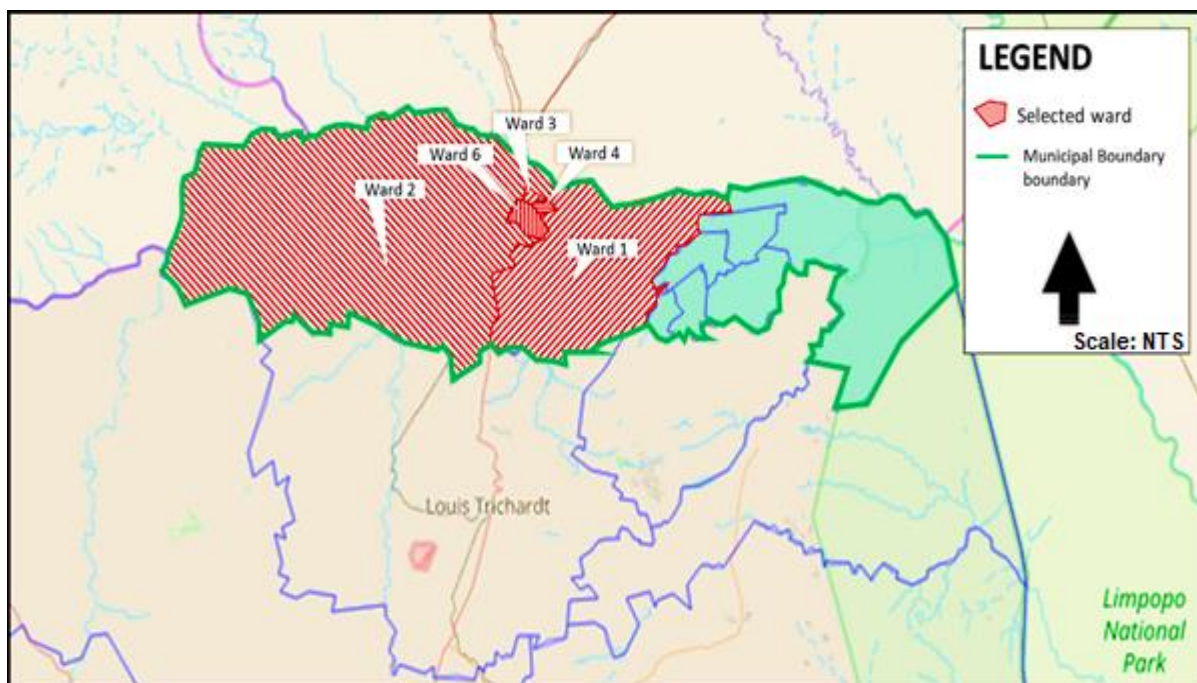 LEGEND
Selected ward
Municipal Boundary
boundary
Scale: NTS
Ward 3
Ward 6
Ward 4
Ward 2
Ward 1
Louis Trichardt
Limpopo
National
Park